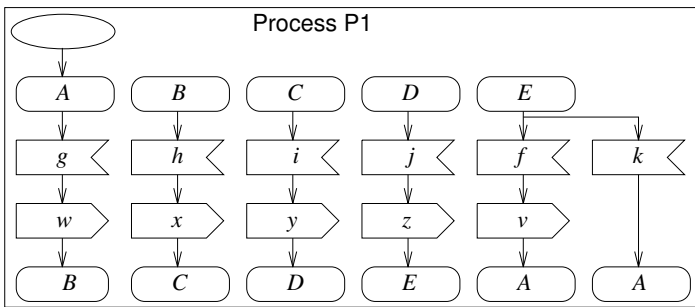 Process P1
A B C D E
g h i j f k
w x y z v
B C D E A A